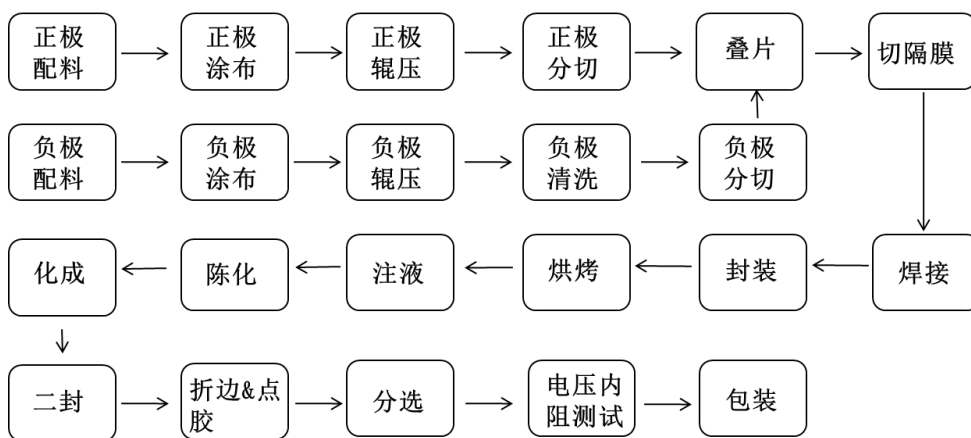 正极
配料
正极
涂布
正极
辊压
正极
分切
叠片
切隔膜
负极
配料
负极
涂布
负极
辊压
负极
清洗
负极
分切
化成
陈化
注液
烘烤
封装
焊接
二封
折边&点
胶
分选
电压内
阻测试
包装